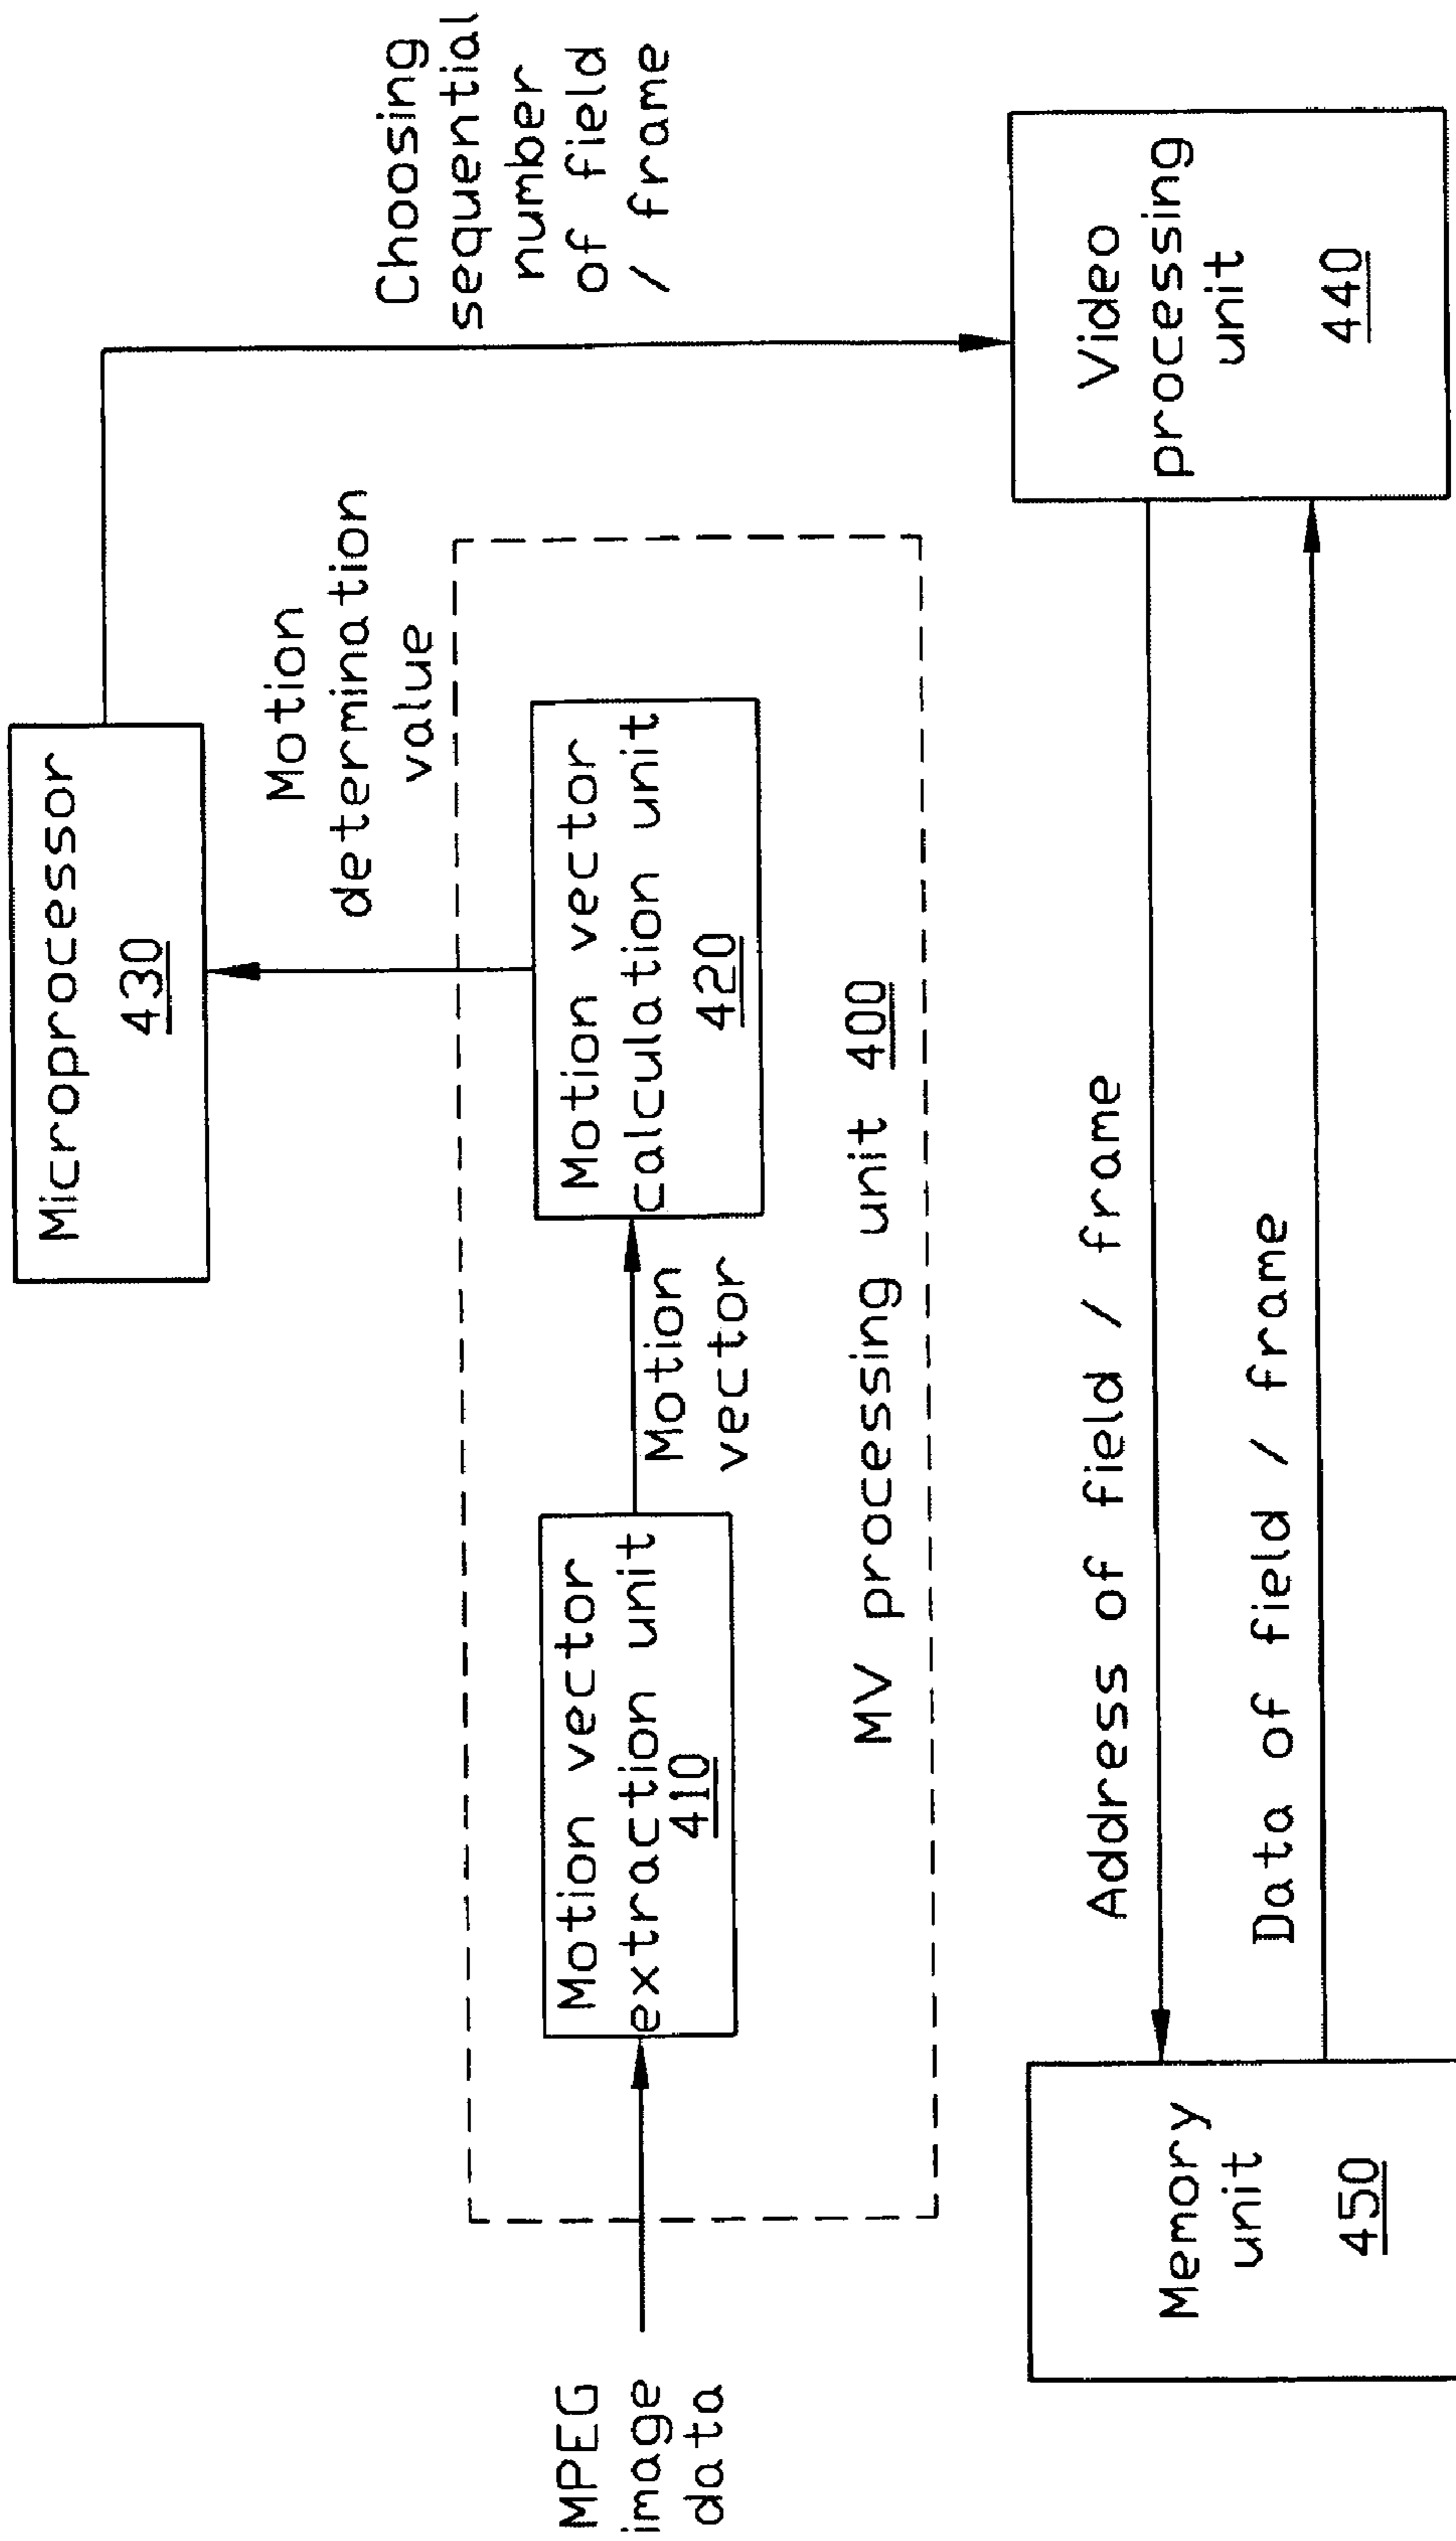 Microprocessor
430
Choosing
sequential
number
of field
/ frame
Motion
determination
value
MPEG
image
data
Motion vector
extraction unit
410
Motion
vector
Motion vector
calculation unit
420
MV processing unit 400
Memory
unit
450
Address of field / frame
Data of field / frame
Video
processing
unit
440